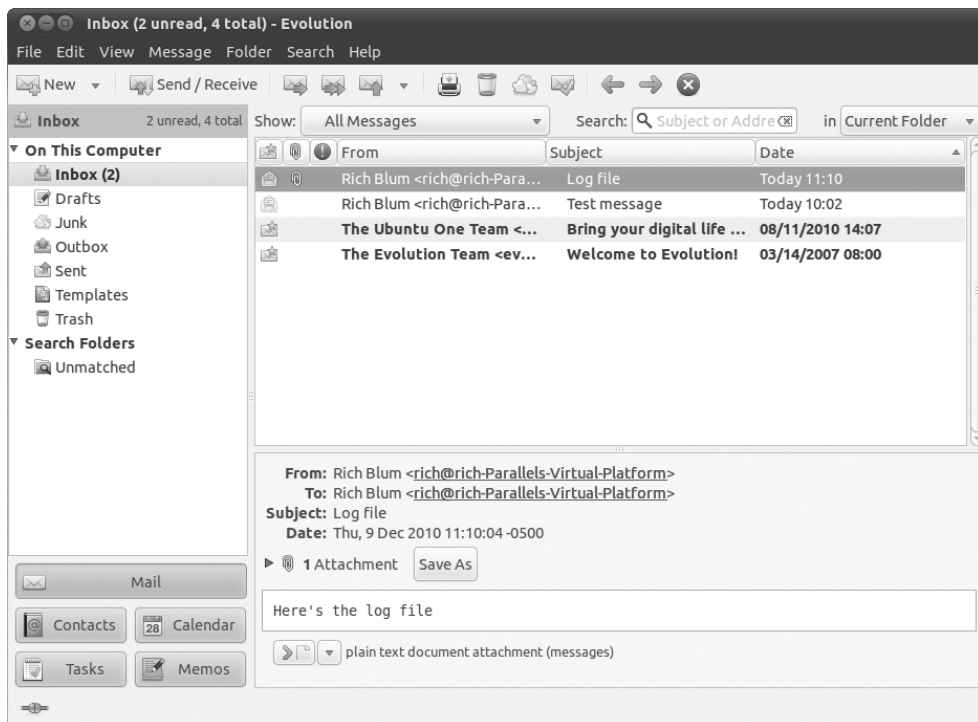 Inbox (2 unread, 4 total) - Evolution
File Edit View Message Folder Search Help
New Send / Receive
Inbox 2 unread, 4 total
Show: All Messages Search: Subject or Addre in Current Folder
On This Computer
Inbox (2)
Drafts
Junk
Outbox
Sent
Templates
Trash
Search Folders
Unmatched
From Subject Date
Rich Blum <rich@rich-Para... Log file Today 11:10
Rich Blum <rich@rich-Para... Test message Today 10:02
The Ubuntu One Team <... Bring your digital life ... 08/11/2010 14:07
The Evolution Team <ev... Welcome to Evolution! 03/14/2007 08:00
From: Rich Blum <rich@rich-Parallels-Virtual-Platform>
To: Rich Blum <rich@rich-Parallels-Virtual-Platform>
Subject: Log file
Date: Thu, 9 Dec 2010 11:10:04 -0500
1 Attachment Save As
Here's the log file
plain text document attachment (messages)
Mail
Contacts 28 Calendar
Tasks Memos